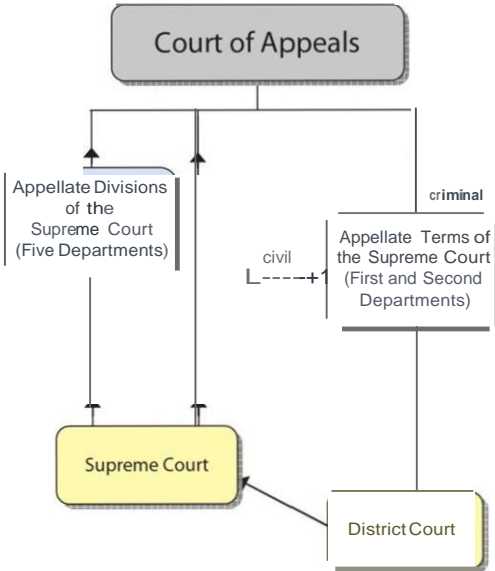 Court of Appeals
Appellate Divisions
of the
Supreme Court
(Five Departments)
criminal
Appellate Terms of
the Supreme Court
(First and Second
Departments)
civil
L-----+1
Supreme Court
District Court